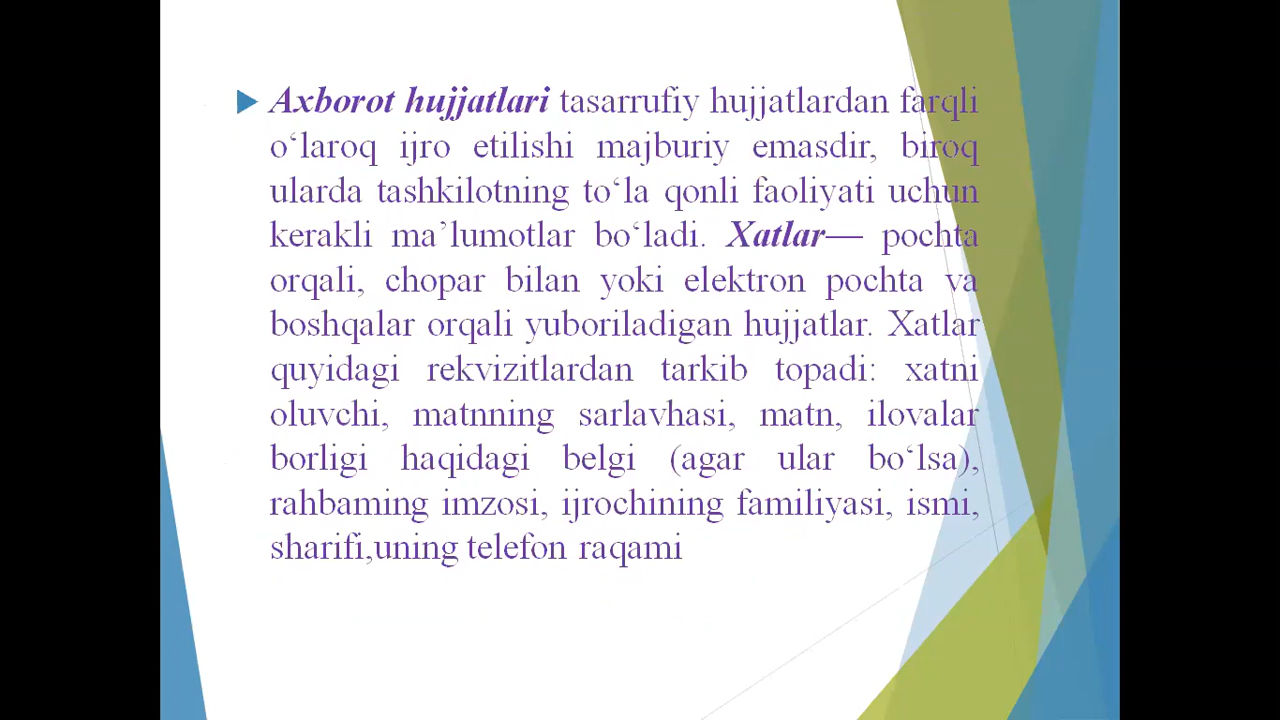 Axborot hujjatlari tasarrufiy hujjatlardan farqli
o‘laroq ijro etilishi majburiy emasdir, biroq
ularda tashkilotning to‘la qonli faoliyati uchun
kerakli ma’lumotlar bo‘ladi. Xatlar— pochta
orqali, chopar bilan yoki elektron pochta va
boshqalar orqali yuboriladigan hujjatlar. Xatlar
quyidagi rekvizitlardan tarkib topadi: xatni
oluvchi, matnning sarlavhasi, matn, ilovalar
borligi haqidagi belgi (agar ular bo‘lsa),
rahbaming imzosi, ijrochining familiyasi, ismi,
sharifi,uning telefon raqami